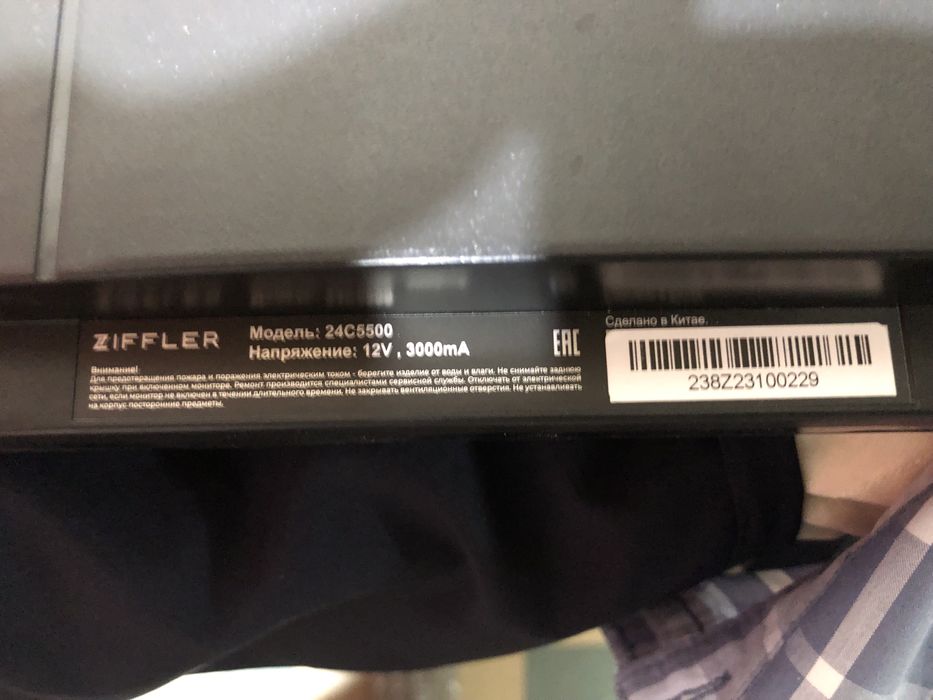 ZIFFLER
Модель: 24C5500
Напряжение: 12V , 3000mA
EAC
Внимание!
Для предотвращения пожара и поражения электрическим током - берегите изделие от воды и влаги. Не снимайте заднюю
крышку при включенном мониторе. Ремонт производится специалистами сервисной службы. Отключать от электрической
сети, если монитор не включен в течении длительного времени. Не закрывать вентиляционные отверстия. Не устанавливать
на корпус посторонние предметы.
Сделано в Китае.
238Z23100229